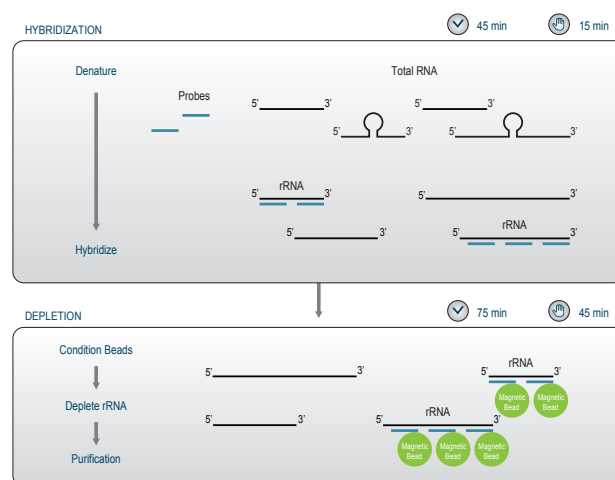 HYBRIDIZATION 45 min 15 min
Denature Total RNA
Probes
5' 3' 5' 3'
5' 3' 5' 3'
rRNA
5' 3' 5' 3'
rRNA
5' 3' 5' 3'
Hybridize
DEPLETION 75 min 45 min
Condition Beads
rRNA
5' 3' 5' 3'
Magnetic Bead Magnetic Bead
Deplete rRNA rRNA
5' 3' 5' 3'
Magnetic Bead Magnetic Bead Magnetic Bead
Purification